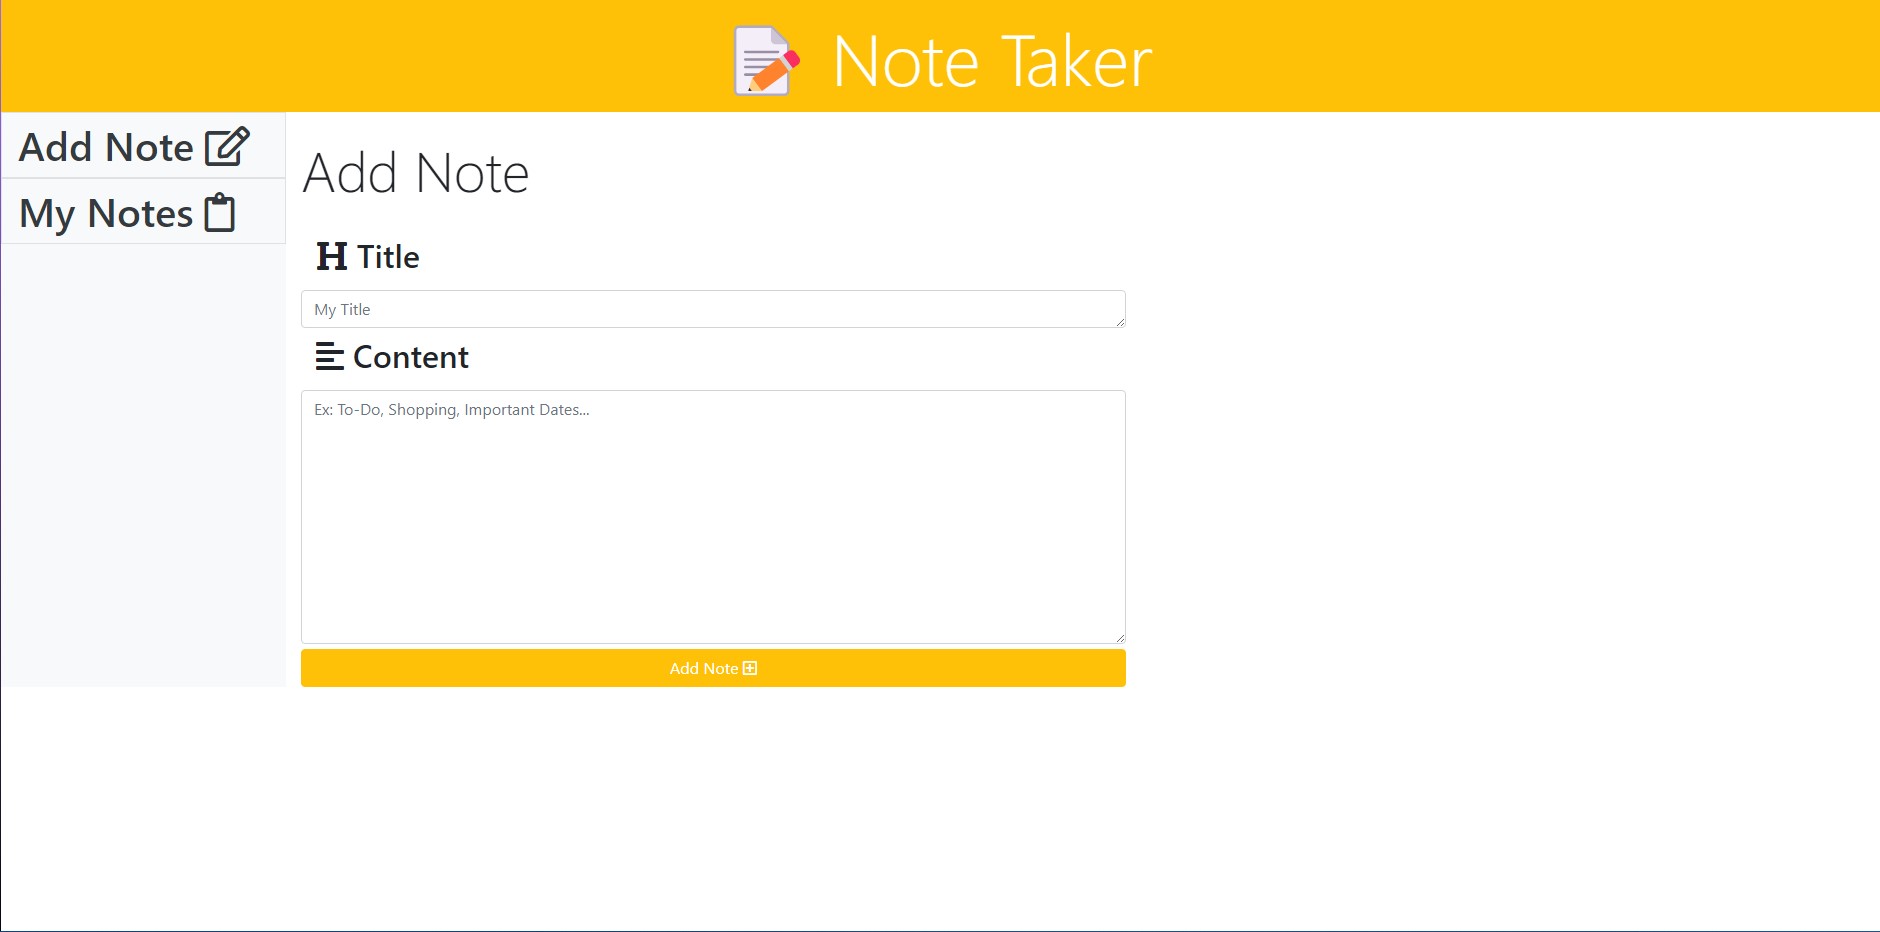 Note Taker
Add Note
My Notes
Add Note
Title
My Title
Content
Ex: To-Do, Shopping, Important Dates...
Add Note